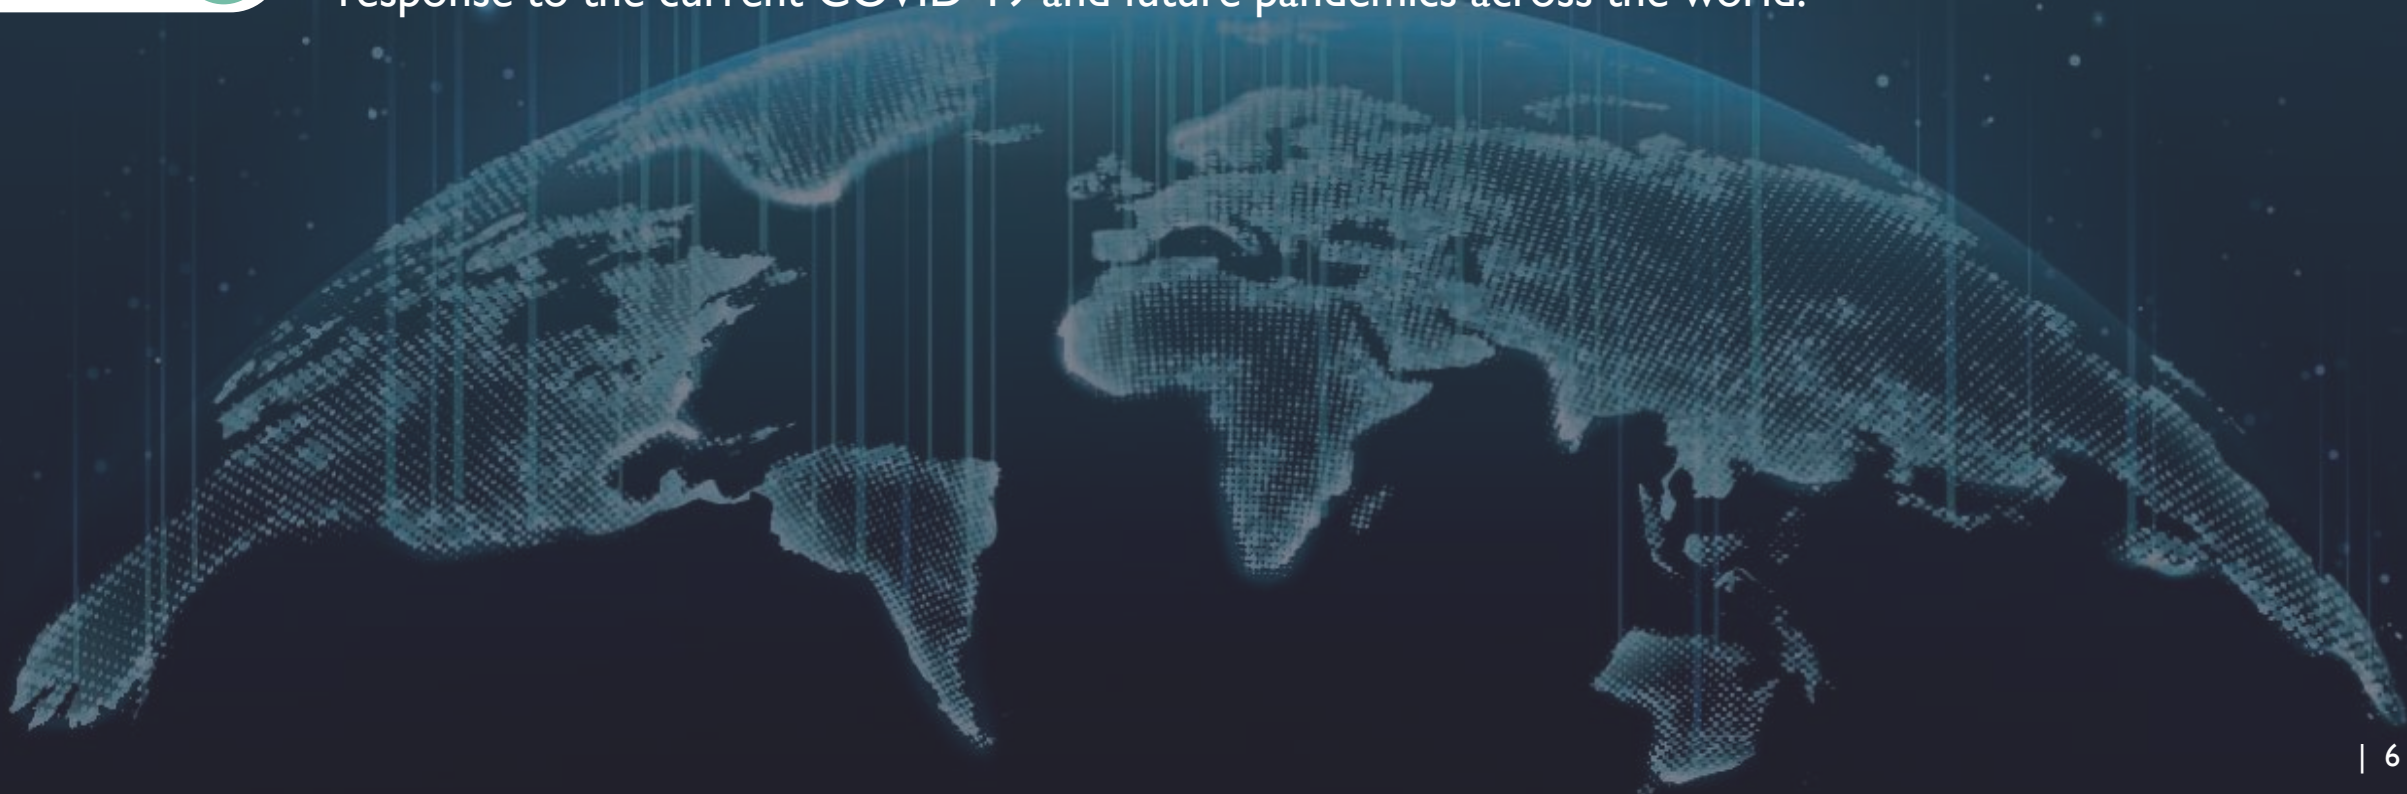 response to the current COVID-19 and future pandemics across the world.
| 6